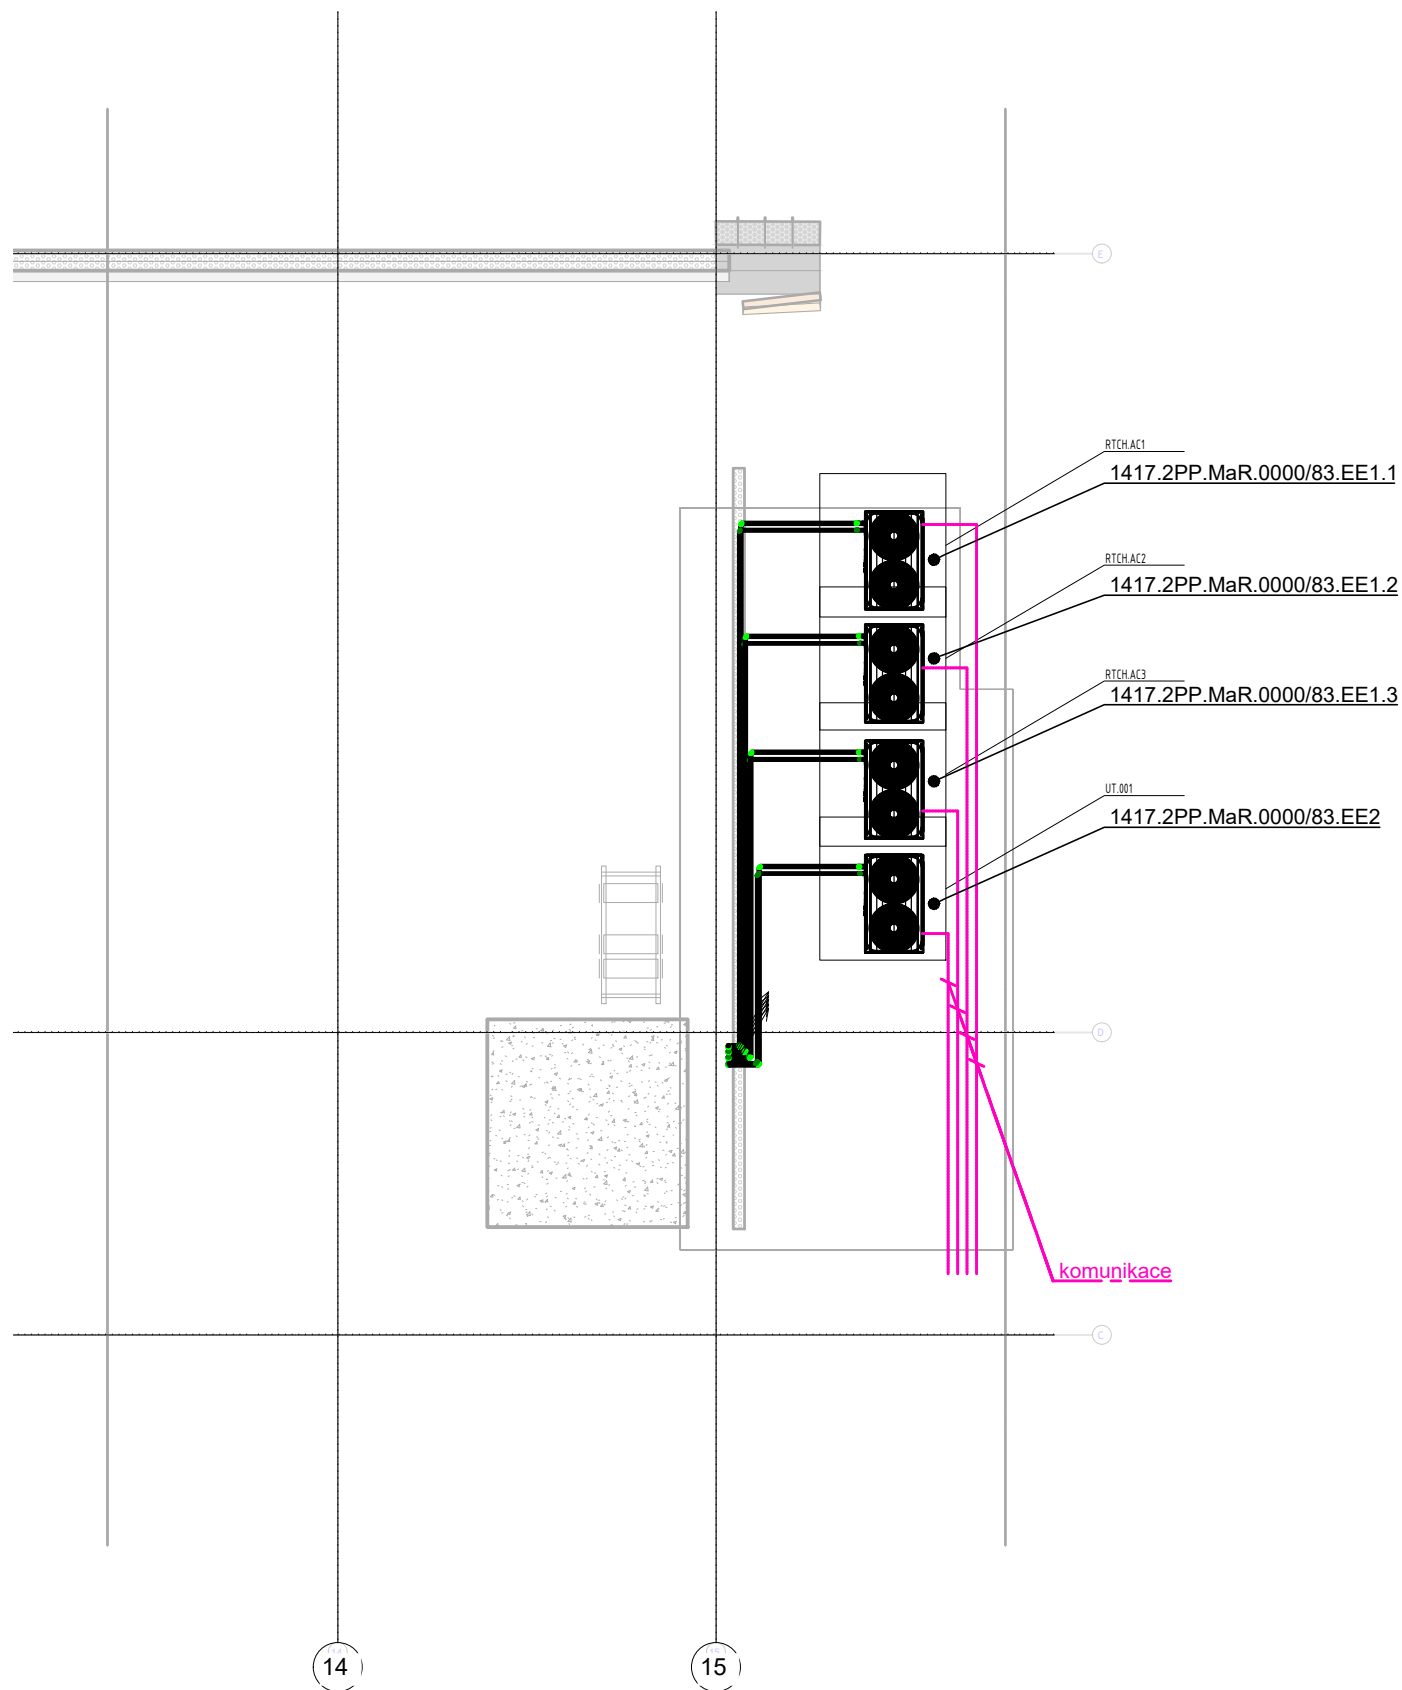 E
RTCH.AC1
1417.2PP.MaR.0000/83.EE1.1
RTCH.AC2
1417.2PP.MaR.0000/83.EE1.2
RTCH.AC3
1417.2PP.MaR.0000/83.EE1.3
UT.001
1417.2PP.MaR.0000/83.EE2
D
komunikace
C
14
15